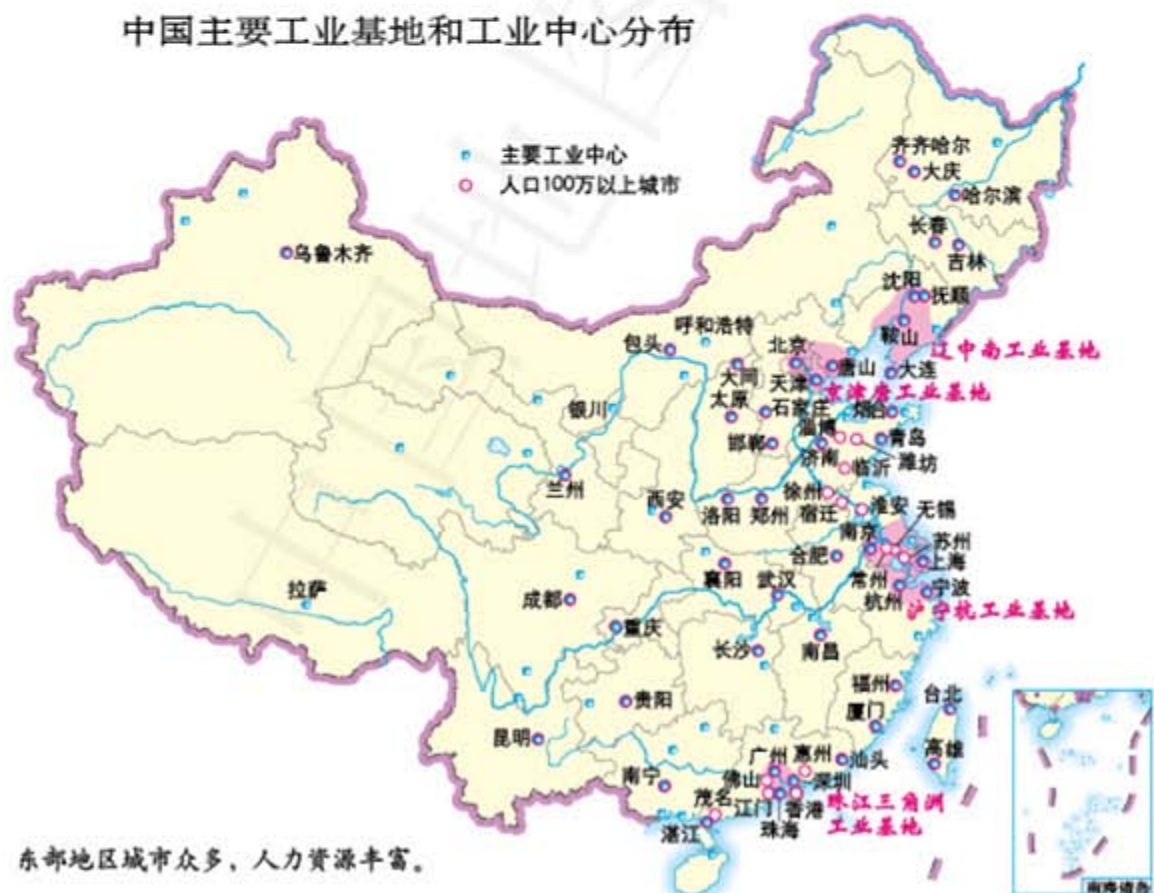 中国主要工业基地和工业中心分布
主要工业中心
人口100万以上城市
齐齐哈尔
大庆
哈尔滨
长春
吉林
乌鲁木齐
沈阳
抚顺
鞍山
辽中南工业基地
呼和浩特
包头
北京
唐山
大连
大同
天津
京津唐工业基地
银川
太原
石家庄
烟台
淄博
邯郸
济南
青岛
潍坊
临沂
兰州
西安
洛阳
郑州
徐州
宿迁
淮安
无锡
南京
苏州
合肥
上海
襄阳
武汉
常州
杭州
宁波
沪宁杭工业基地
拉萨
成都
重庆
长沙
南昌
福州
台北
贵阳
厦门
昆明
高雄
广州
惠州
汕头
南宁
佛山
深圳
茂名
江门
香港
珠江三角洲
工业基地
湛江
珠海
东部地区城市众多，人力资源丰富。
南海诸岛